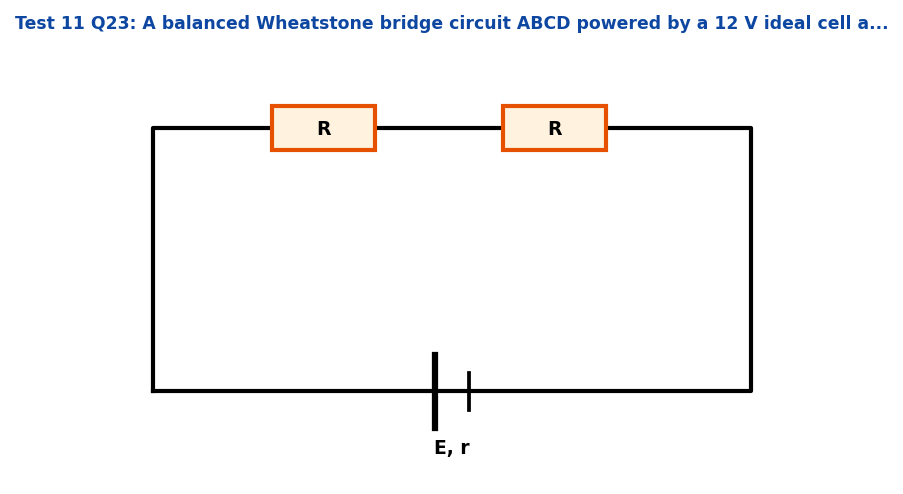 Test 11 Q23: A balanced Wheatstone bridge circuit ABCD powered by a 12 V ideal cell a...
R R
E, r